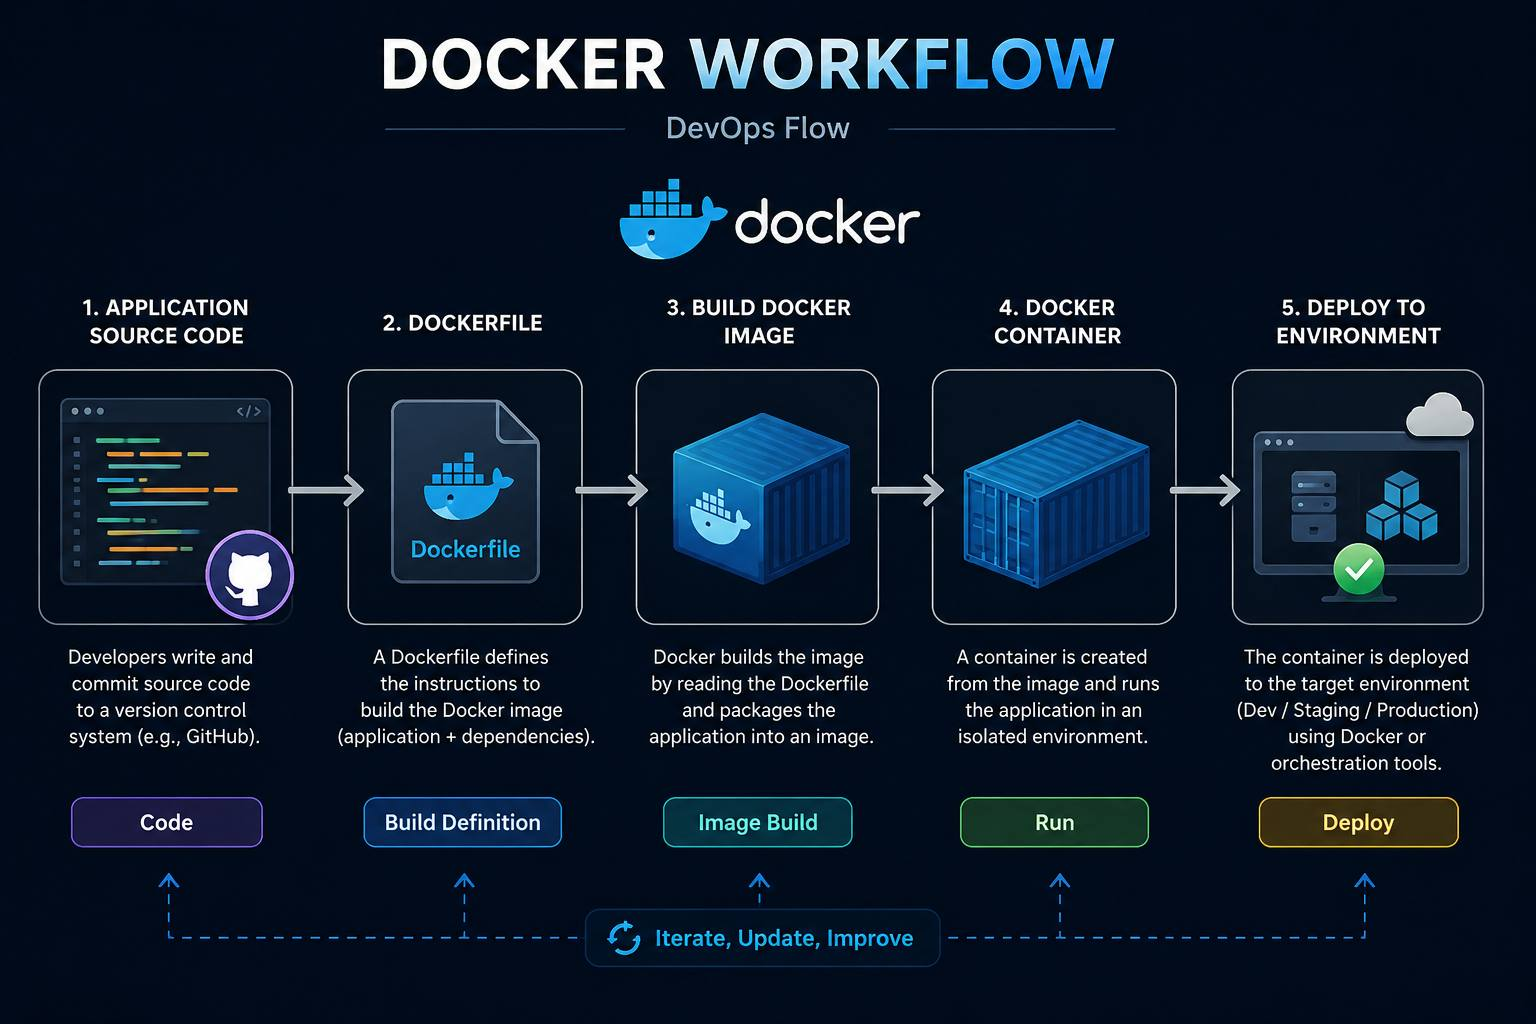 DOCKER WORKFLOW
DevOps Flow
docker
1. APPLICATION
SOURCE CODE
2. DOCKERFILE
3. BUILD DOCKER
IMAGE
4. DOCKER
CONTAINER
5. DEPLOY TO
ENVIRONMENT
</>
Dockerfile
Developers write and
commit source code
to a version control
system (e.g., GitHub).
A Dockerfile defines
the instructions to
build the Docker image
(application + dependencies).
Docker builds the image
by reading the Dockerfile
and packages the
application into an image.
A container is created
from the image and runs
the application in an
isolated environment.
The container is deployed
to the target environment
(Dev / Staging / Production)
using Docker or
orchestration tools.
Code
Build Definition
Image Build
Run
Deploy
Iterate, Update, Improve